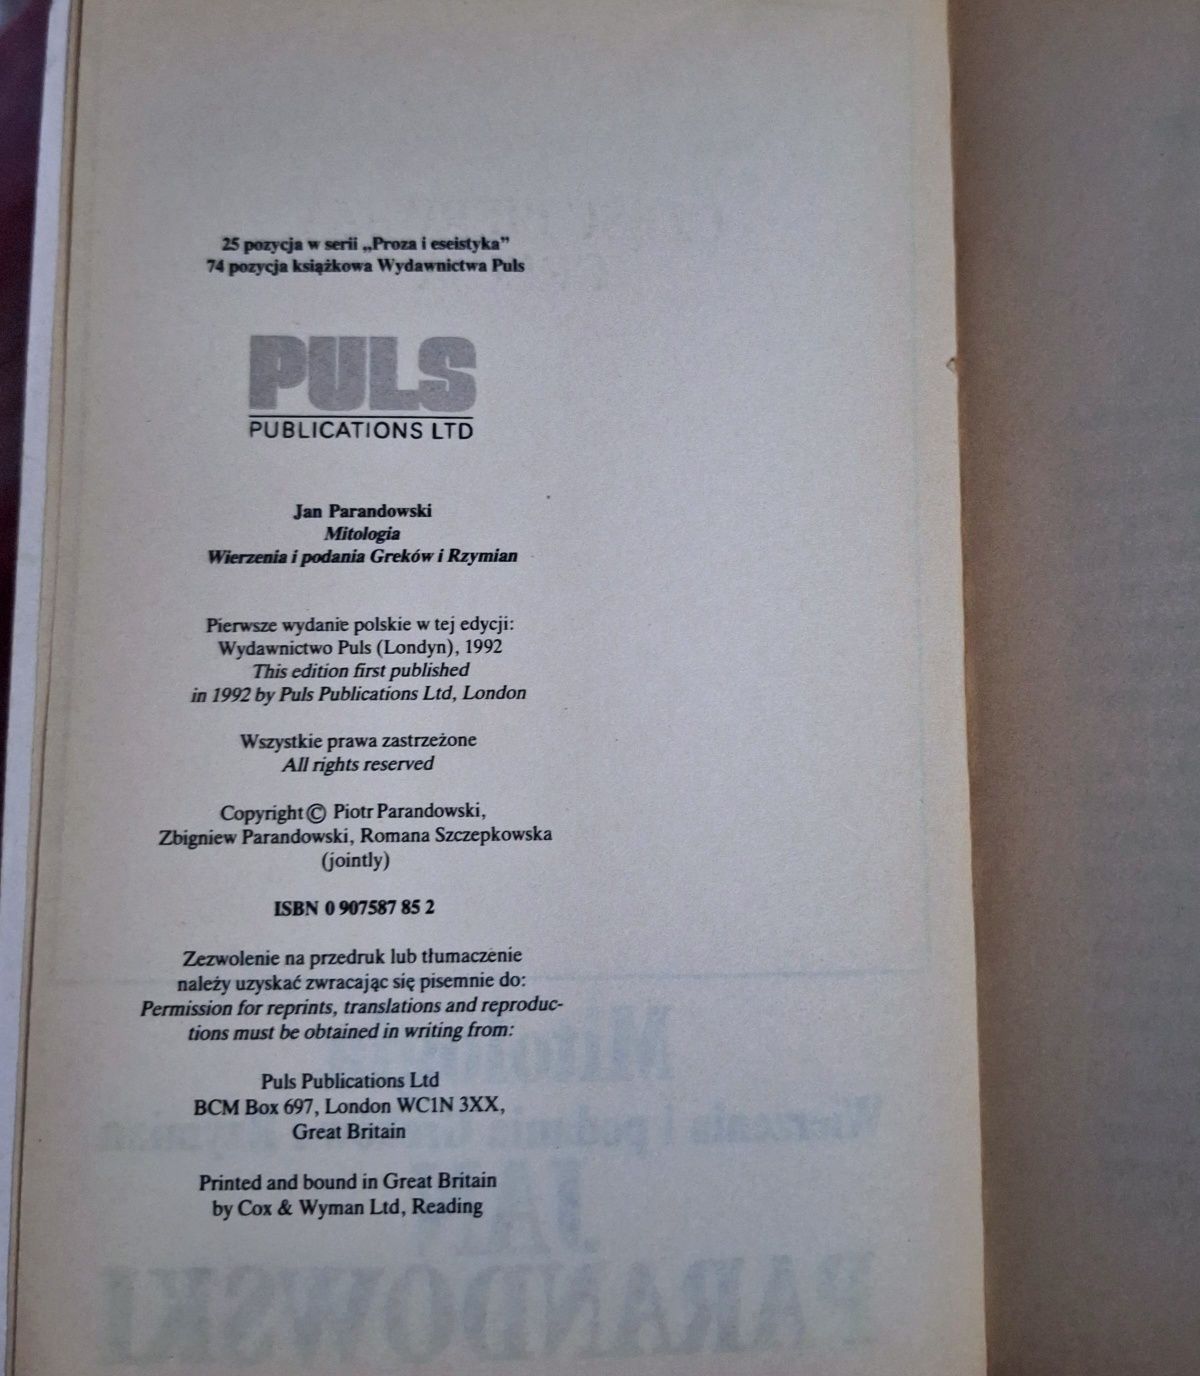 25 pozycja w serii „Proza i eseistyka”
74 pozycja książkowa Wydawnictwa Puls
PULS
PUBLICATIONS LTD
Jan Parandowski
Mitologia
Wierzenia i podania Greków i Rzymian
Pierwsze wydanie polskie w tej edycji:
Wydawnictwo Puls (Londyn), 1992
This edition first published
in 1992 by Puls Publications Ltd, London
Wszystkie prawa zastrzeżone
All rights reserved
Copyright © Piotr Parandowski,
Zbigniew Parandowski, Romana Szczepkowska
(jointly)
ISBN 0 907587 85 2
Zezwolenie na przedruk lub tłumaczenie
należy uzyskać zwracając się pisemnie do:
Permission for reprints, translations and reproduc-
tions must be obtained in writing from:
Puls Publications Ltd
BCM Box 697, London WC1N 3XX,
Great Britain
Printed and bound in Great Britain
by Cox & Wyman Ltd, Reading